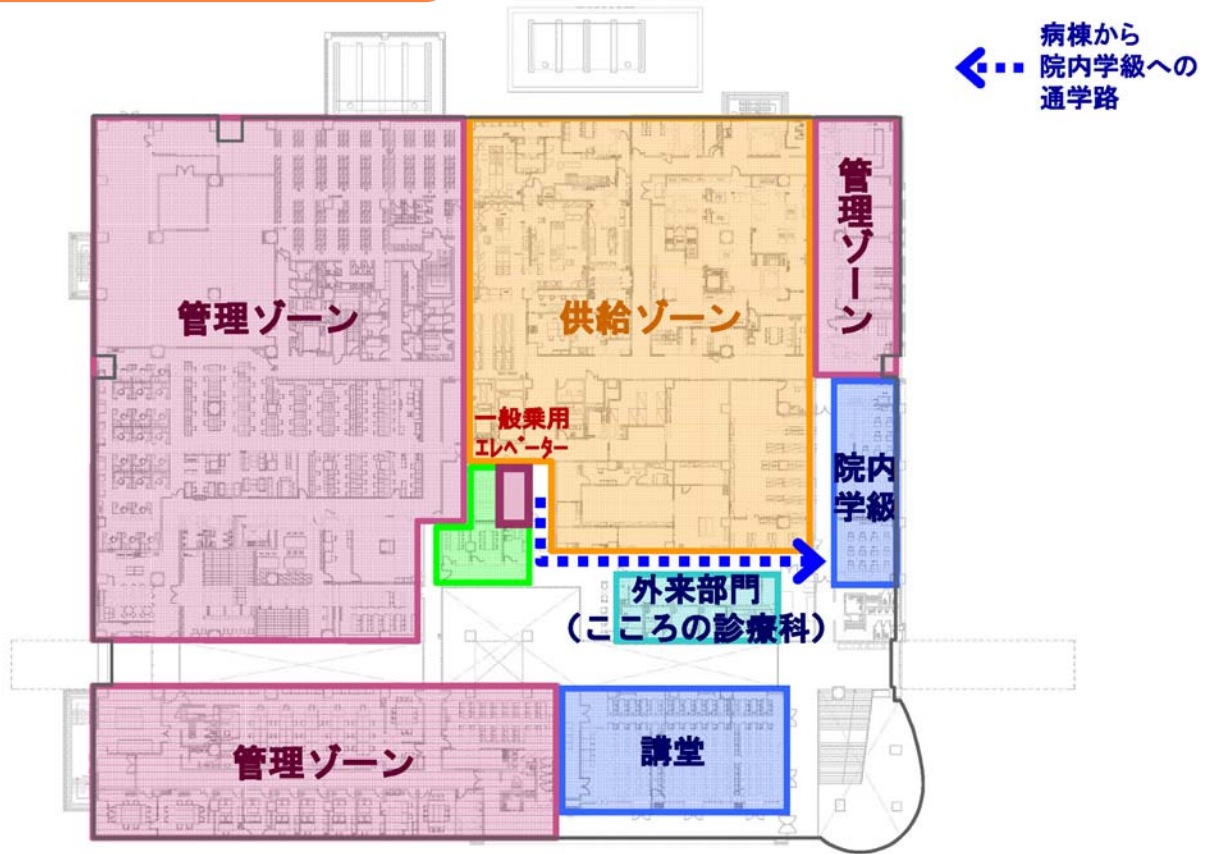 病棟から
院内学級への
通学路
管理ゾーン
供給ゾーン
管理ゾーン
一般乗用
エレベーター
院内
学級
外来部門
（こころの診療科）
管理ゾーン
講堂